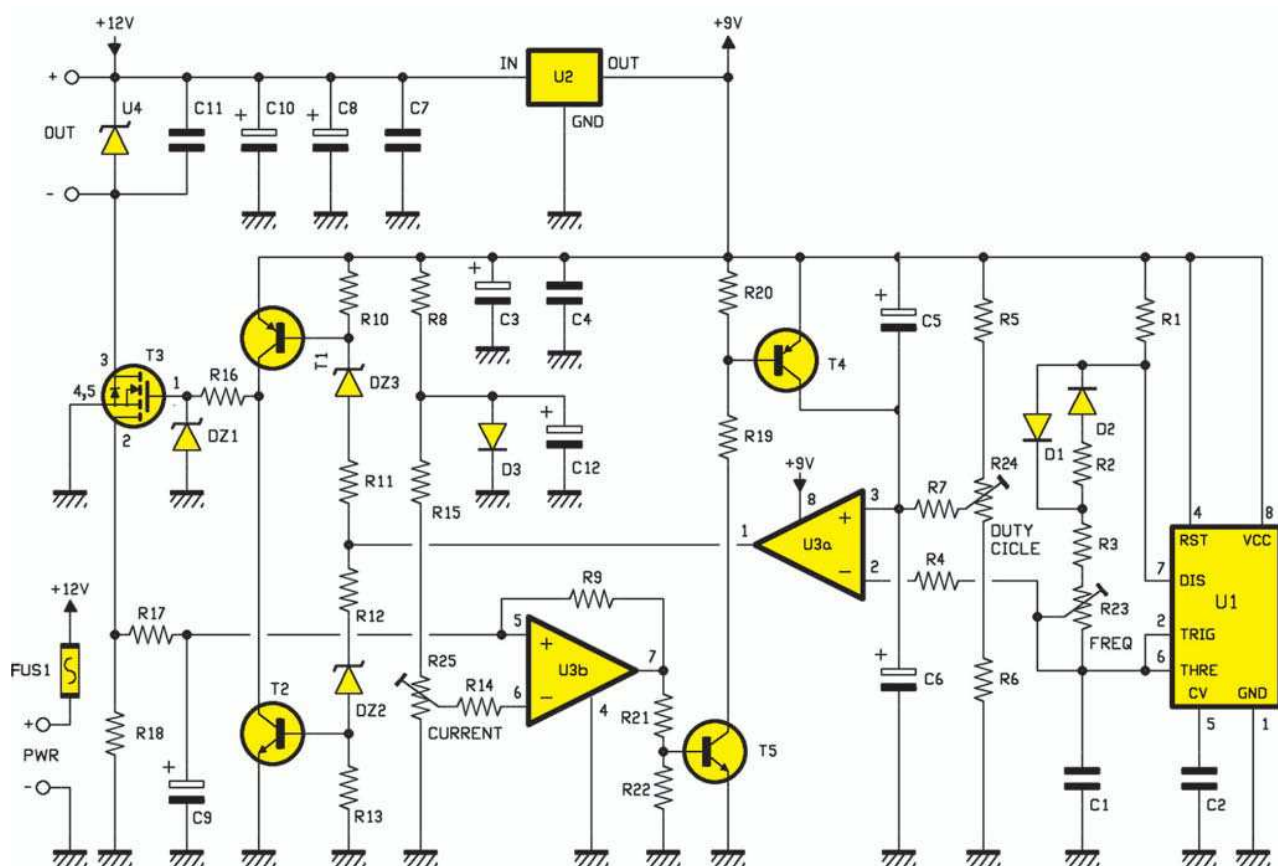 +12V
+9V
+
IN
U2
OUT
GND
U4
C11
C10
+
C8
+
C7
OUT
-
R10
R8
+
C3
C4
R20
+
C5
R5
R1
T3
3
4,5
1
2
R16
T1
DZ3
DZ1
T4
D1
D2
R2
R11
R15
D3
+
C12
R19
+9V
8
3
R7
R24
DUTY
CICLE
4
8
RST
VCC
1
U3a
+
-
2
R4
R3
7
DIS
U1
R12
R9
R23
FREQ
2
TRIG
6
THRE
+12V
R17
5
+
U3b
7
-
6
4
R25
R14
CURRENT
+
C6
R6
CV
GND
5
1
FUS1
T2
DZ2
R21
T5
+
PWR
-
R18
+
C9
R13
R22
C1
C2